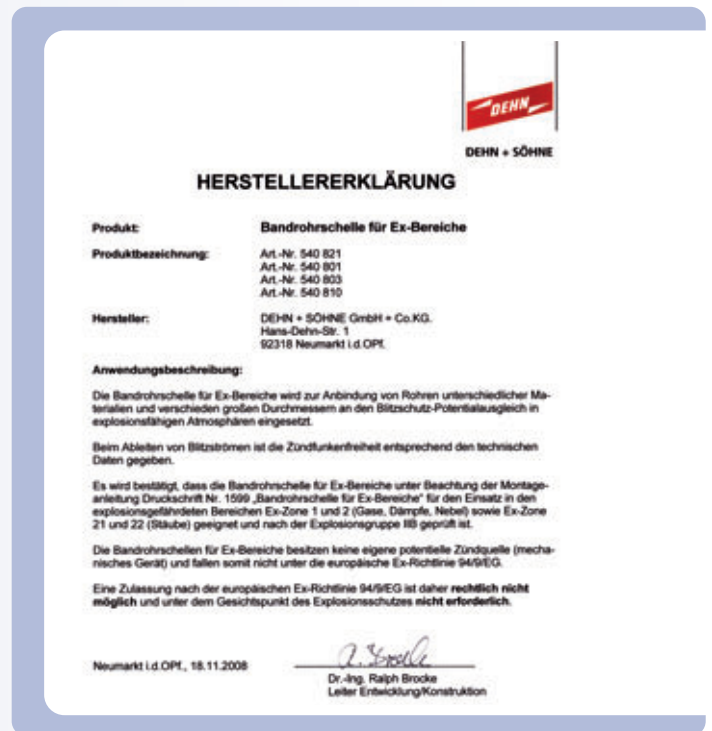 DEHN
DEHN + SÖHNE
HERSTELLERERKLÄRUNG
Produkt: Bandrohrschelle für Ex-Bereiche
Produktbezeichnung: Art.-Nr. 540 821
Art.-Nr. 540 801
Art.-Nr. 540 803
Art.-Nr. 540 810
Hersteller: DEHN + SÖHNE GmbH + Co.KG.
Hans-Dehn-Str. 1
92318 Neumarkt i.d.OPf.
Anwendungsbeschreibung:
Die Bandrohrschelle für Ex-Bereiche wird zur Anbindung von Rohren unterschiedlicher Ma-
terialien und verschieden großen Durchmessern an den Blitzschutz-Potentialausgleich in
explosionsfähigen Atmosphären eingesetzt.
Beim Ableiten von Blitzströmen ist die Zündfunkenfreiheit entsprechend den technischen
Daten gegeben.
Es wird bestätigt, dass die Bandrohrschelle für Ex-Bereiche unter Beachtung der Montage-
anleitung Druckschrift Nr. 1599 „Bandrohrschelle für Ex-Bereiche" für den Einsatz in den
explosionsgefährdeten Bereichen Ex-Zone 1 und 2 (Gase, Dämpfe, Nebel) sowie Ex-Zone
21 und 22 (Stäube) geeignet und nach der Explosionsgruppe IIB geprüft ist.
Die Bandrohrschellen für Ex-Bereiche besitzen keine eigene potentielle Zündquelle (mecha-
nisches Gerät) und fallen somit nicht unter die europäische Ex-Richtlinie 94/9/EG.
Eine Zulassung nach der europäischen Ex-Richtlinie 94/9/EG ist daher rechtlich nicht
möglich und unter dem Gesichtspunkt des Explosionsschutzes nicht erforderlich.
Neumarkt i.d.OPf., 18.11.2008
Dr.-Ing. Ralph Brocke
Leiter Entwicklung/Konstruktion